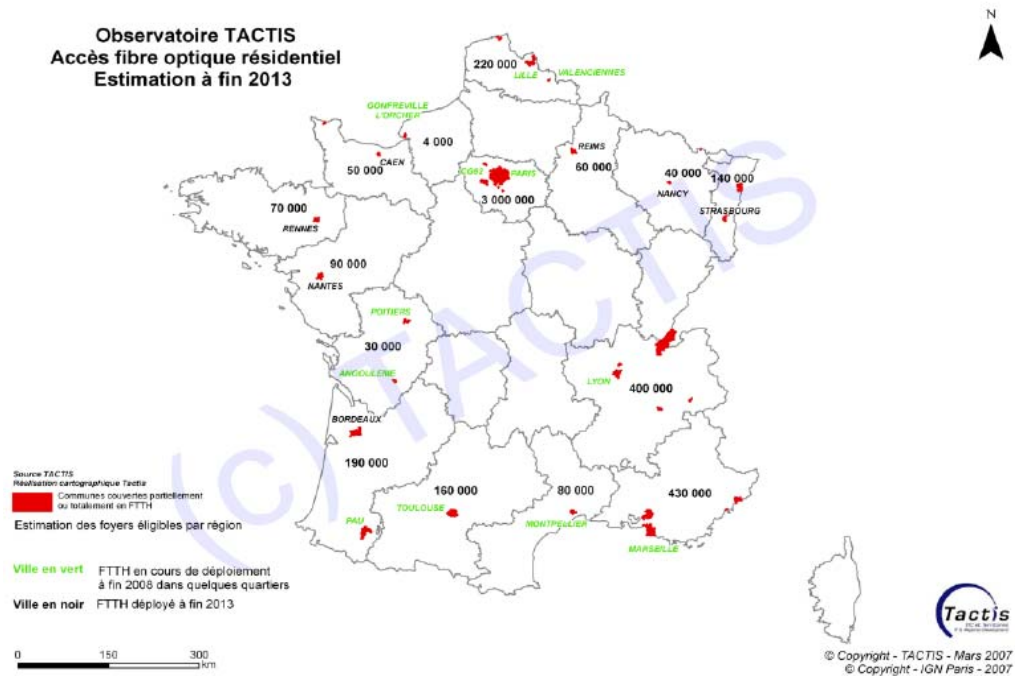 Observatoire TACTIS
Accès fibre optique résidentiel
Estimation à fin 2013
N
220 000
LILLE
VALENCIENNES
GONFREVILLE
L'ORCHER
4 000
50 000
CAEN
REIMS
60 000
CG92
PARIS
3 000 000
40 000
NANCY
140 000
STRASBOURG
70 000
RENNES
90 000
NANTES
POITIERS
30 000
ANGOULEME
LYON
400 000
BORDEAUX
190 000
160 000
TOULOUSE
80 000
MONTPELLIER
430 000
MARSEILLE
PAU
(c) TACTIS
Source TACTIS
Réalisation cartographique Tactis
Communes couvertes partiellement
ou totalement en FTTH
Estimation des foyers éligibles par région
Ville en vert FTTH en cours de déploiement
à fin 2008 dans quelques quartiers
Ville en noir FTTH déployé à fin 2013
0 150 300
km
Tactis
© Copyright - TACTIS - Mars 2007
© Copyright - IGN Paris - 2007